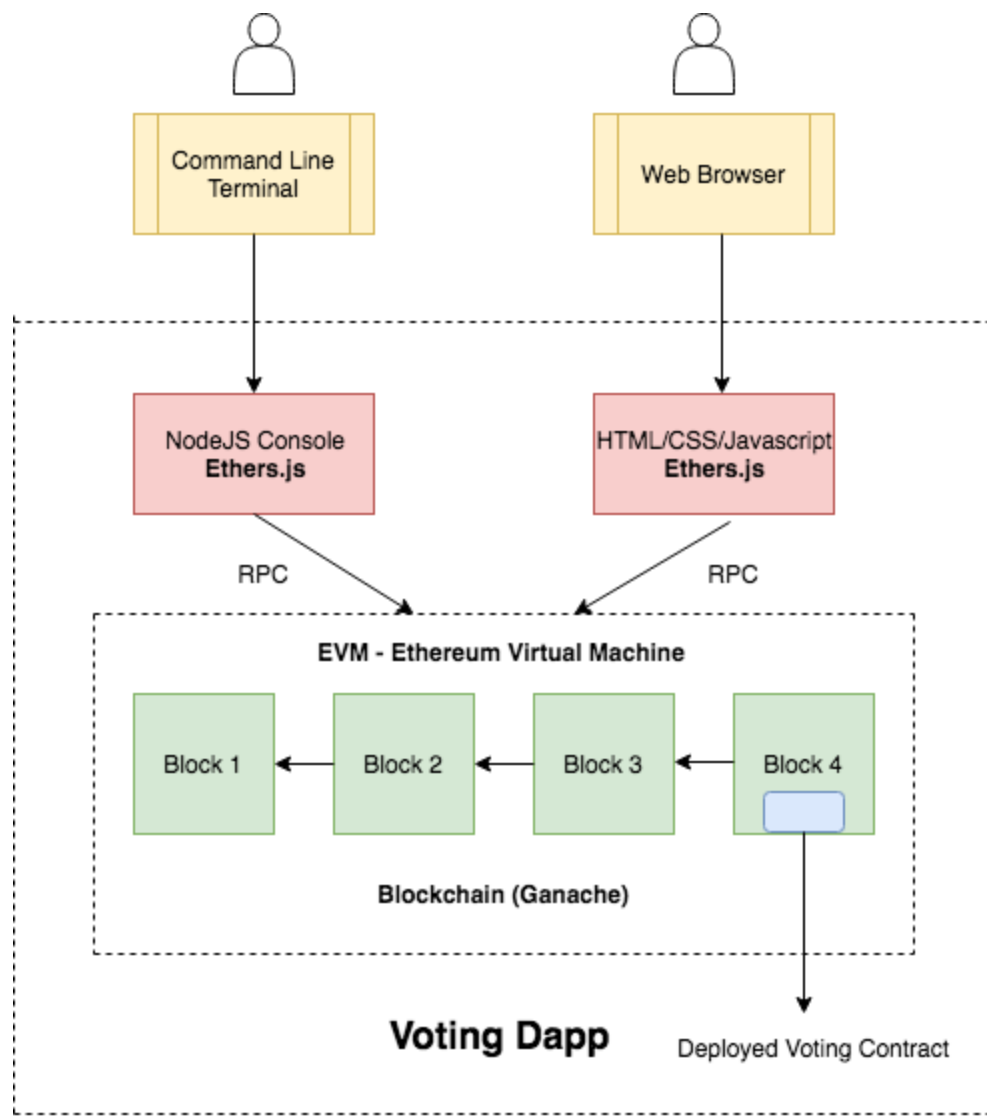 Command Line
Terminal
Web Browser
NodeJS Console
Ethers.js
HTML/CSS/Javascript
Ethers.js
RPC
RPC
EVM - Ethereum Virtual Machine
Block 1
Block 2
Block 3
Block 4
Blockchain (Ganache)
Voting Dapp
Deployed Voting Contract